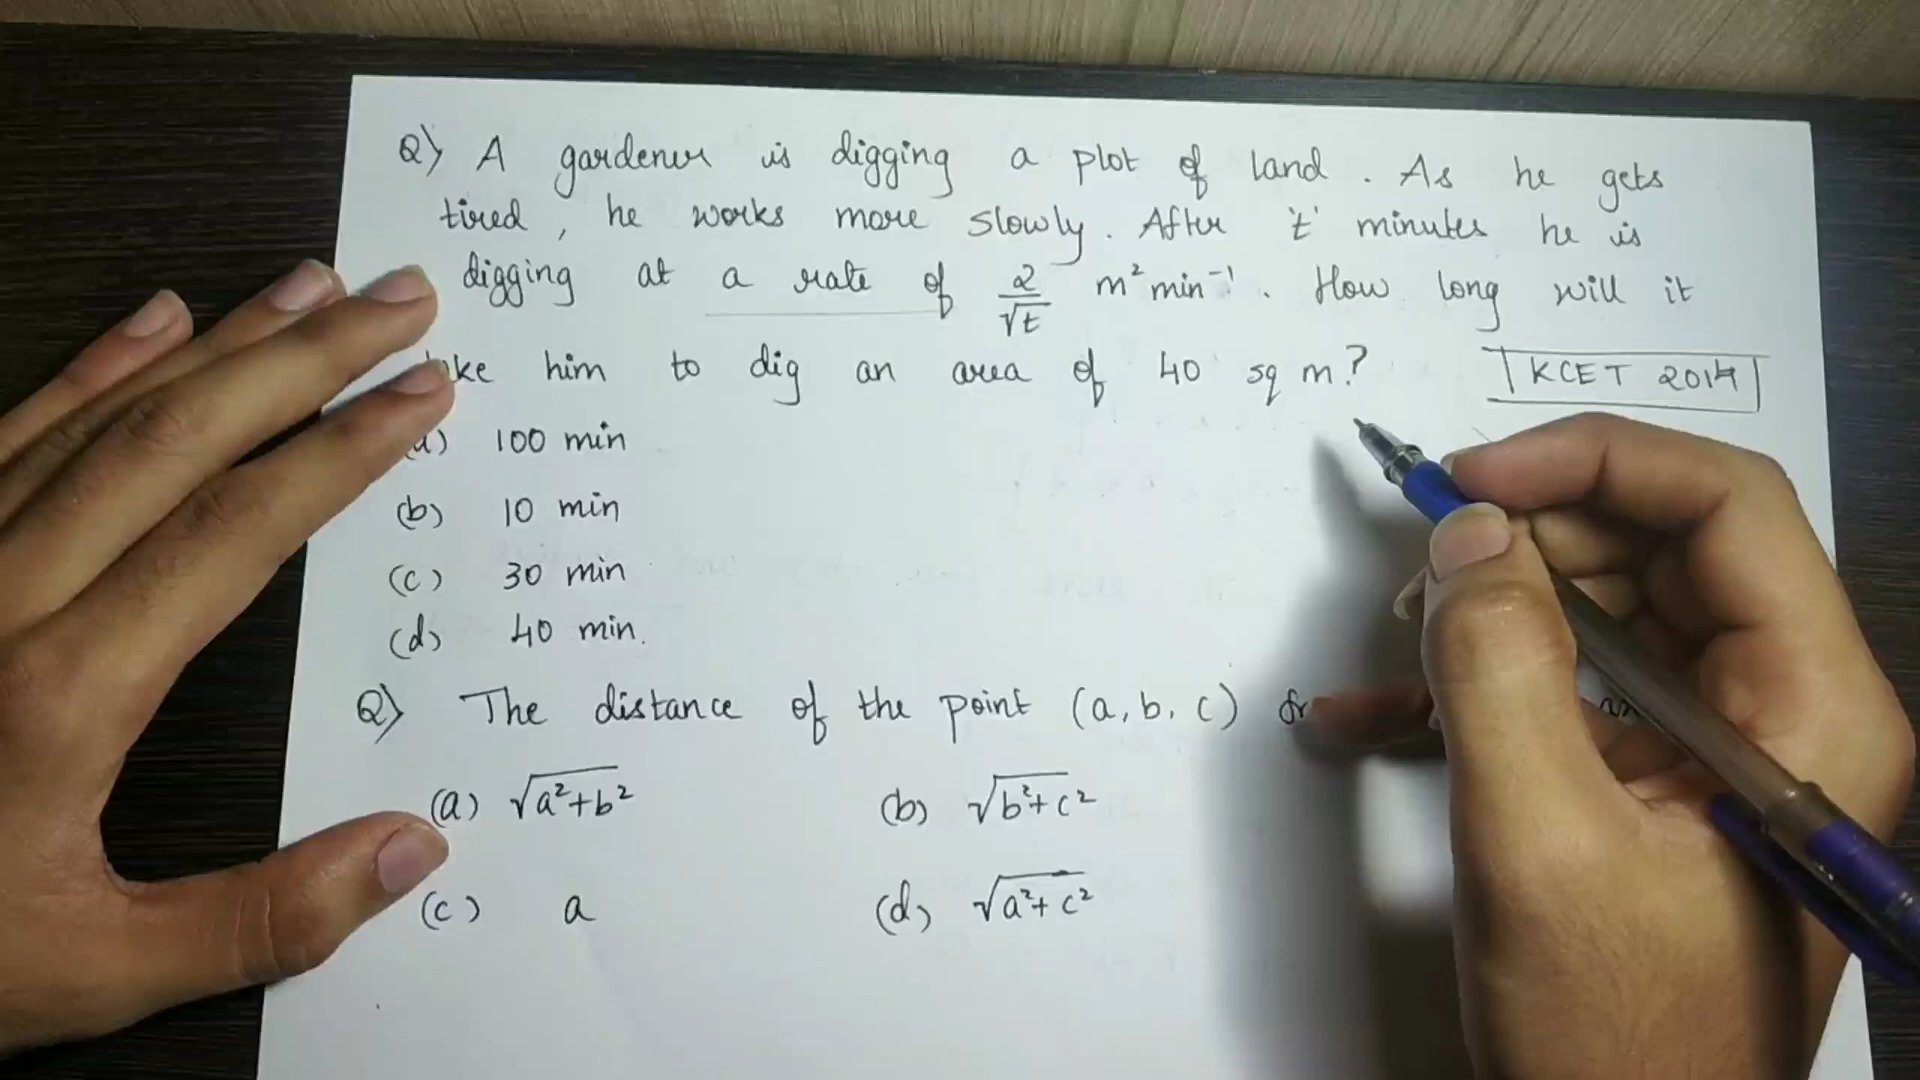 Q) A gardener is digging a plot of land. As he gets
tired, he works more slowly. After 't' minutes he is
digging at a rate of 2/√t m² min⁻¹. How long will it
him to dig an area of 40 sq m?
KCET 2014
100 min
(b) 10 min
(c) 30 min
(d) 40 min.
Q) The distance of the point (a, b, c)
(a) √a²+b² (b) √b²+c²
(c) a (d) √a²+c²